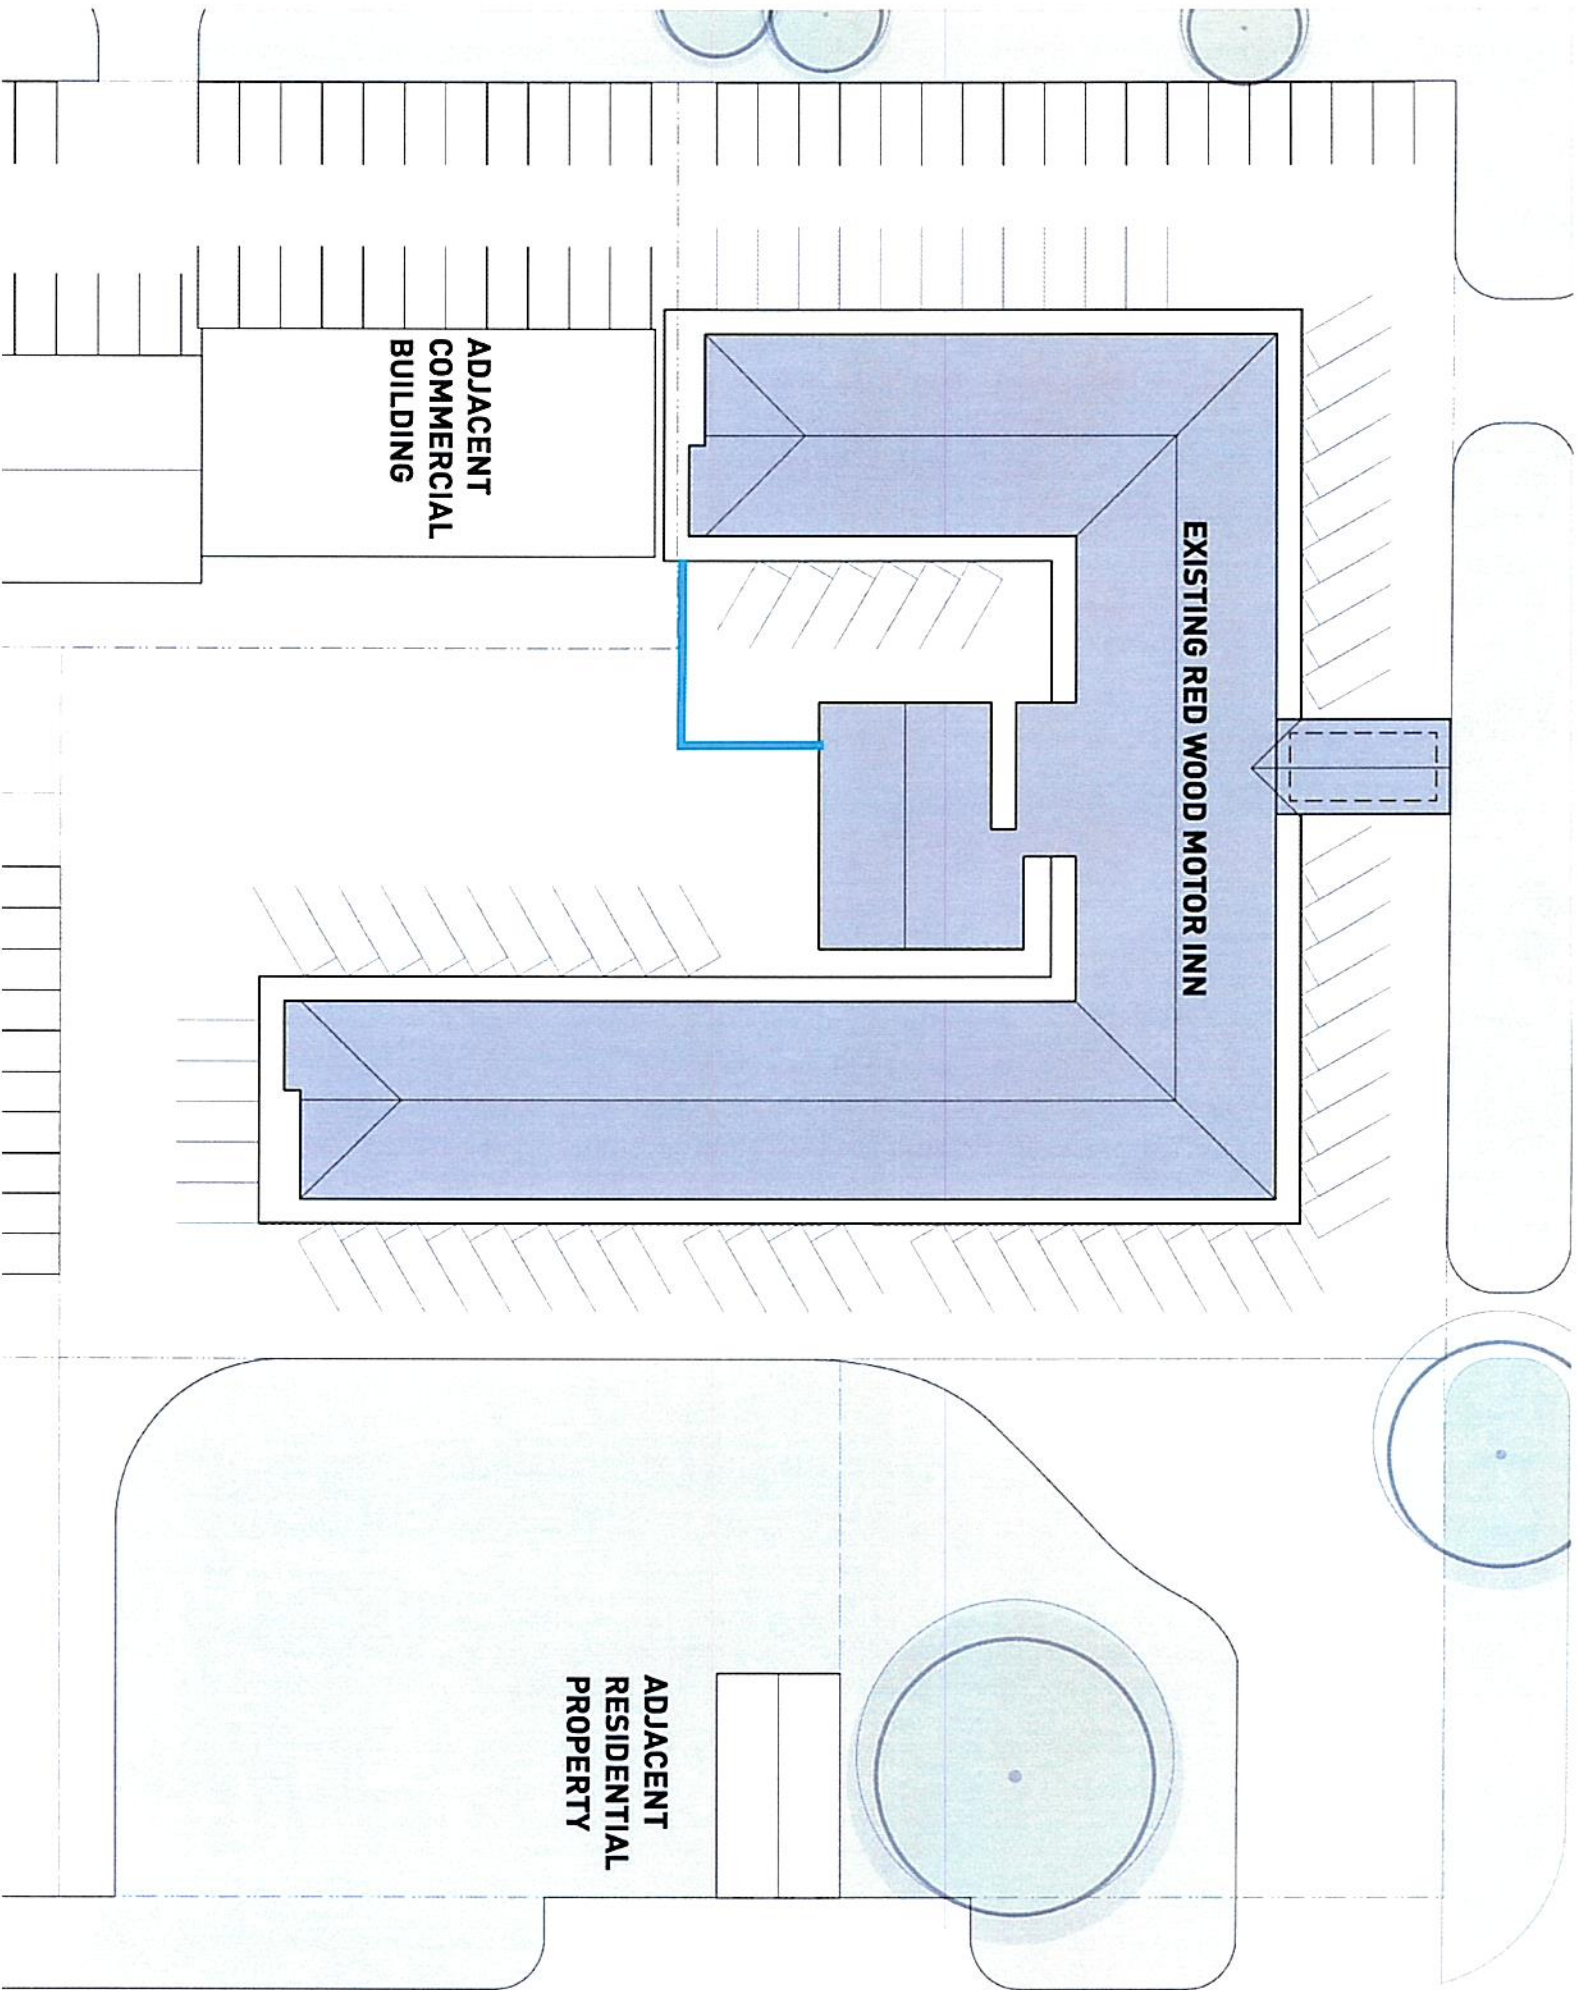 ADJACENT
COMMERCIAL
BUILDING
EXISTING RED WOOD MOTOR INN
ADJACENT
RESIDENTIAL
PROPERTY